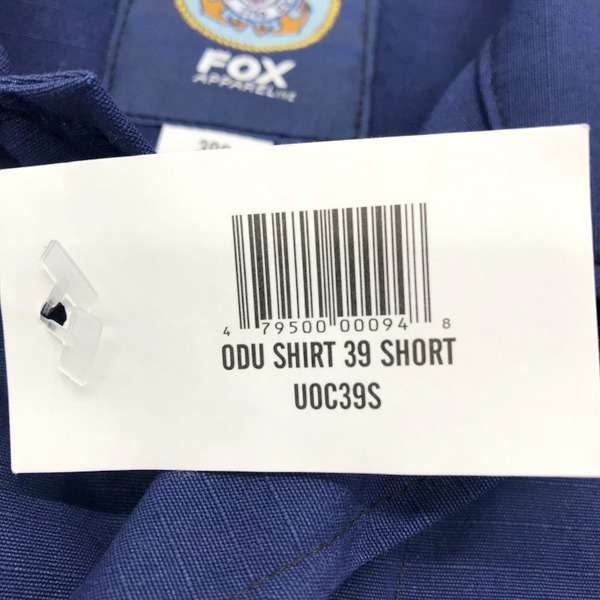 FOX
APPAREL
4 79500 00094 8
ODU SHIRT 39 SHORT
UOC39S